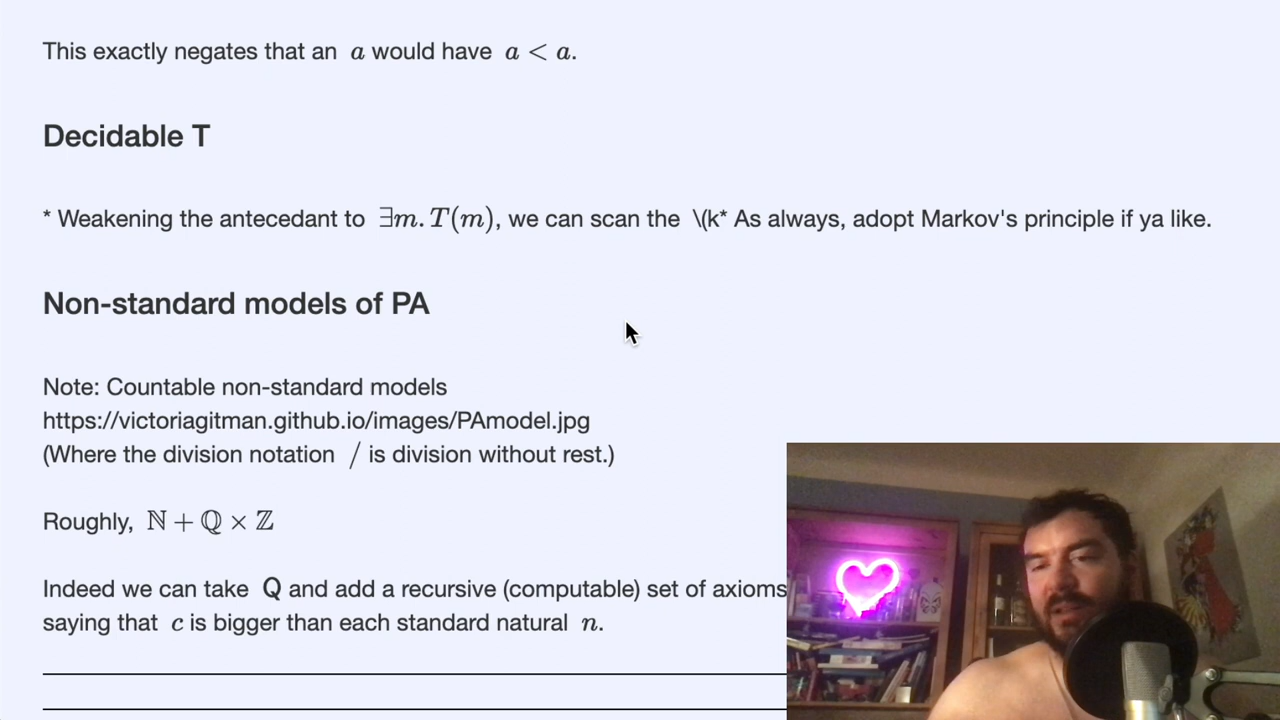 This exactly negates that an a would have a < a.
Decidable T
* Weakening the antecedant to ∃m. T(m), we can scan the \(k* As always, adopt Markov's principle if ya like.
Non-standard models of PA
Note: Countable non-standard models
https://victoriagitman.github.io/images/PAmodel.jpg
(Where the division notation / is division without rest.)
Roughly, ℕ + ℚ × ℤ
Indeed we can take Q and add a recursive (computable) set of axioms
saying that c is bigger than each standard natural n.